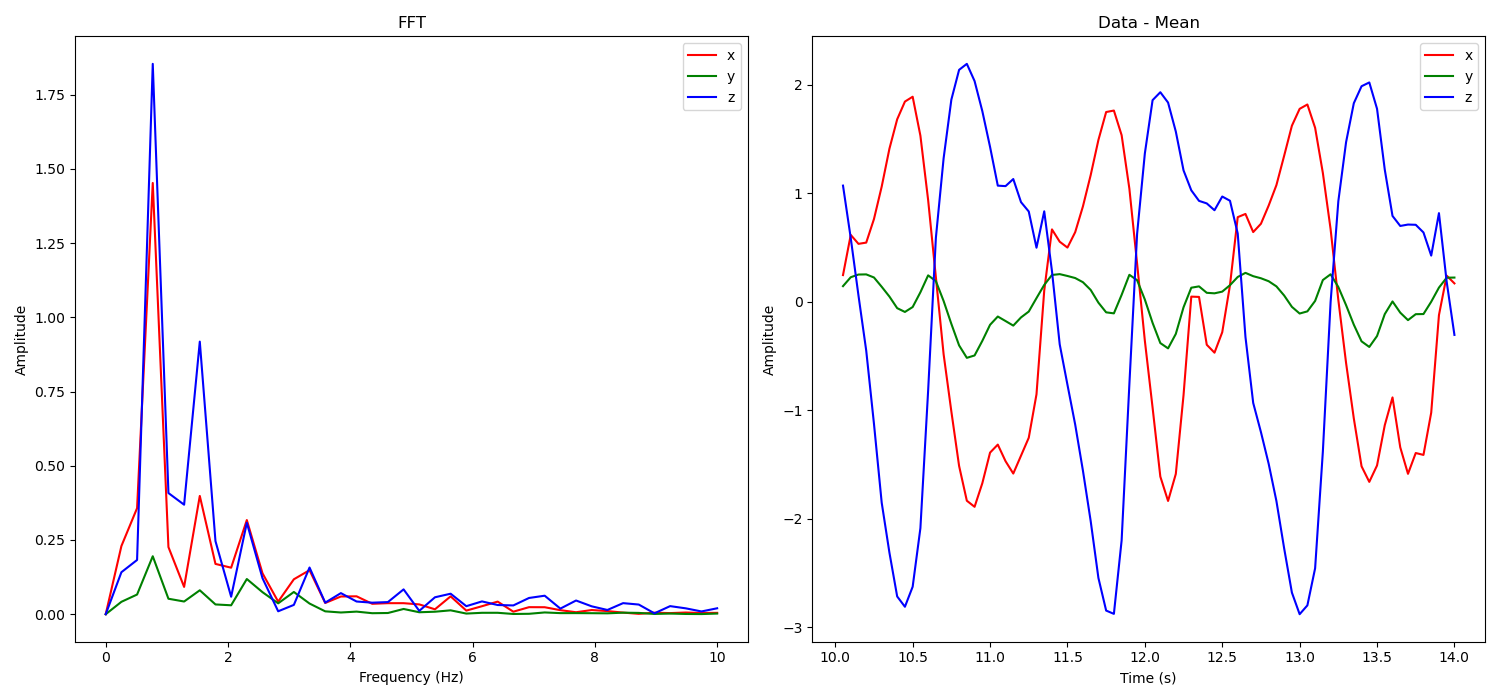 FFT
x
y
z
1.75
1.50
1.25
1.00
0.75
0.50
0.25
0.00
Amplitude
0
2
4
6
8
10
Frequency (Hz)
Data - Mean
x
y
z
2
1
0
−1
−2
−3
Amplitude
10.0
10.5
11.0
11.5
12.0
12.5
13.0
13.5
14.0
Time (s)